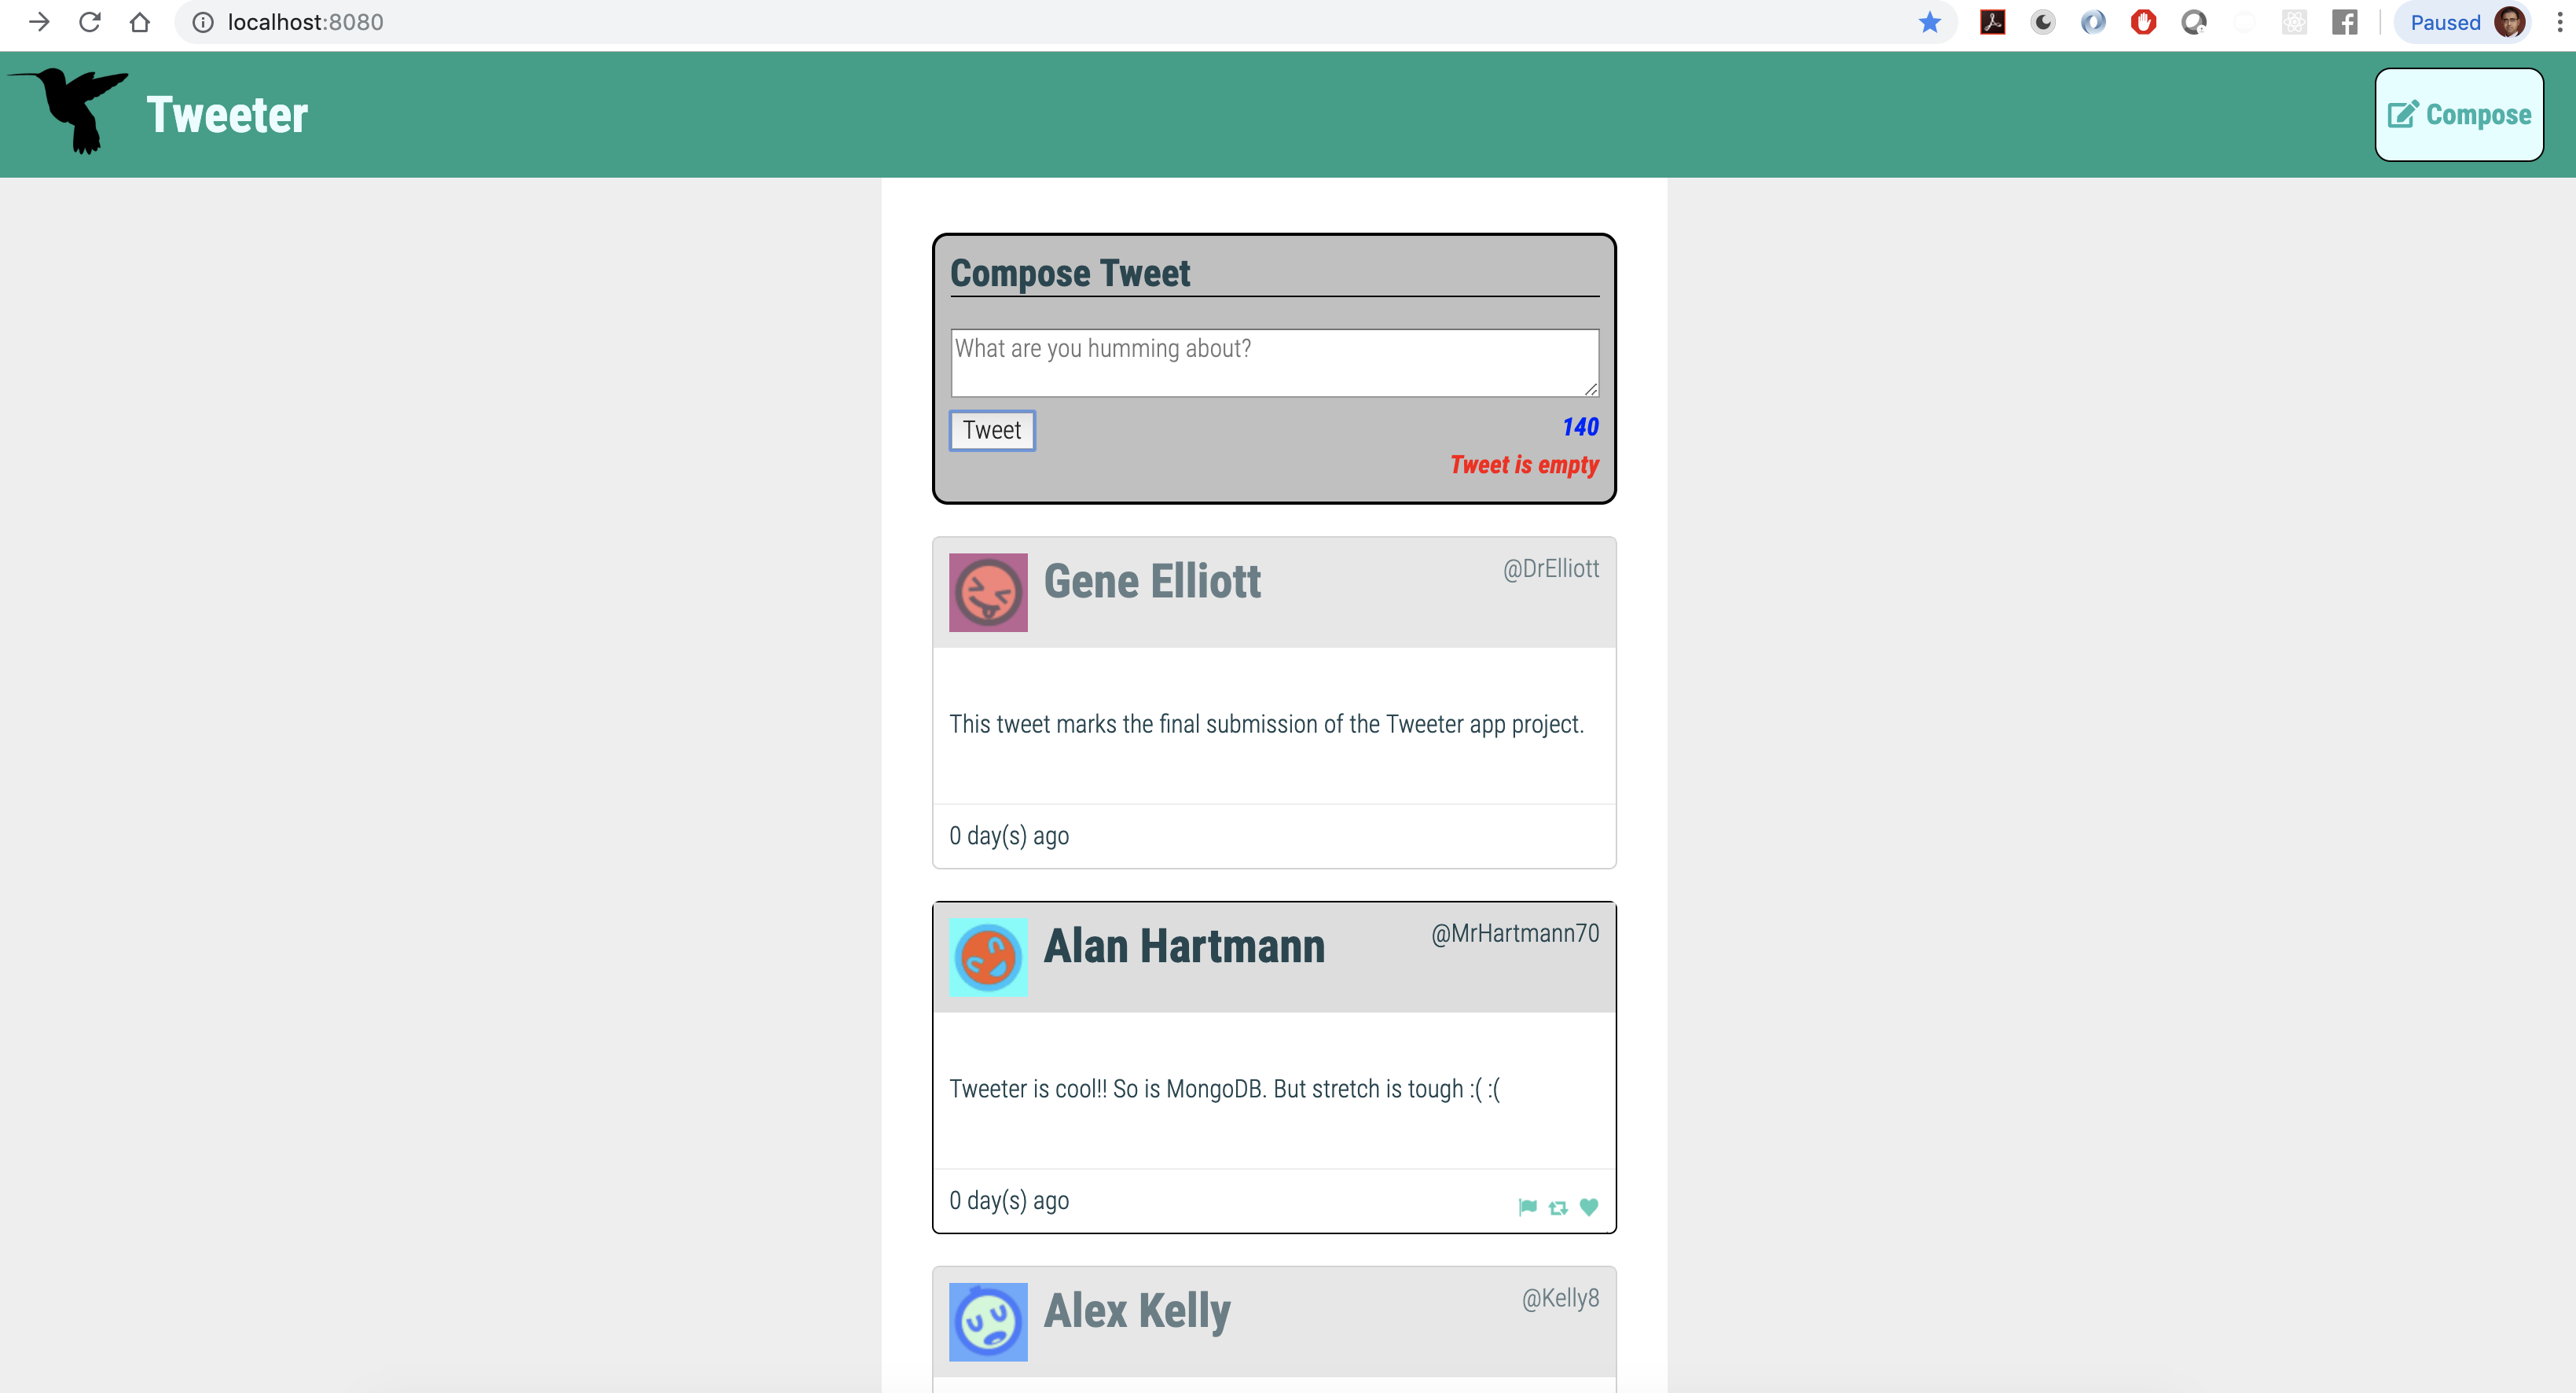 localhost:8080
Paused
Tweeter
Compose
Compose Tweet
What are you humming about?
Tweet
140
Tweet is empty
Gene Elliott
@DrElliott
This tweet marks the final submission of the Tweeter app project.
0 day(s) ago
Alan Hartmann
@MrHartmann70
Tweeter is cool!! So is MongoDB. But stretch is tough :( :(
0 day(s) ago
Alex Kelly
@Kelly8